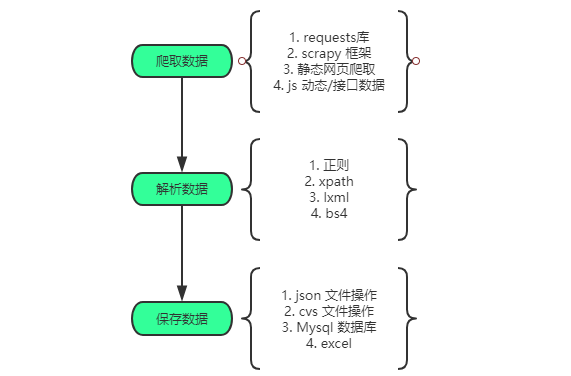 爬取数据
1. requests库
2. scrapy 框架
3. 静态网页爬取
4. js 动态/接口数据
解析数据
1. 正则
2. xpath
3. lxml
4. bs4
保存数据
1. json 文件操作
2. cvs 文件操作
3. Mysql 数据库
4. excel